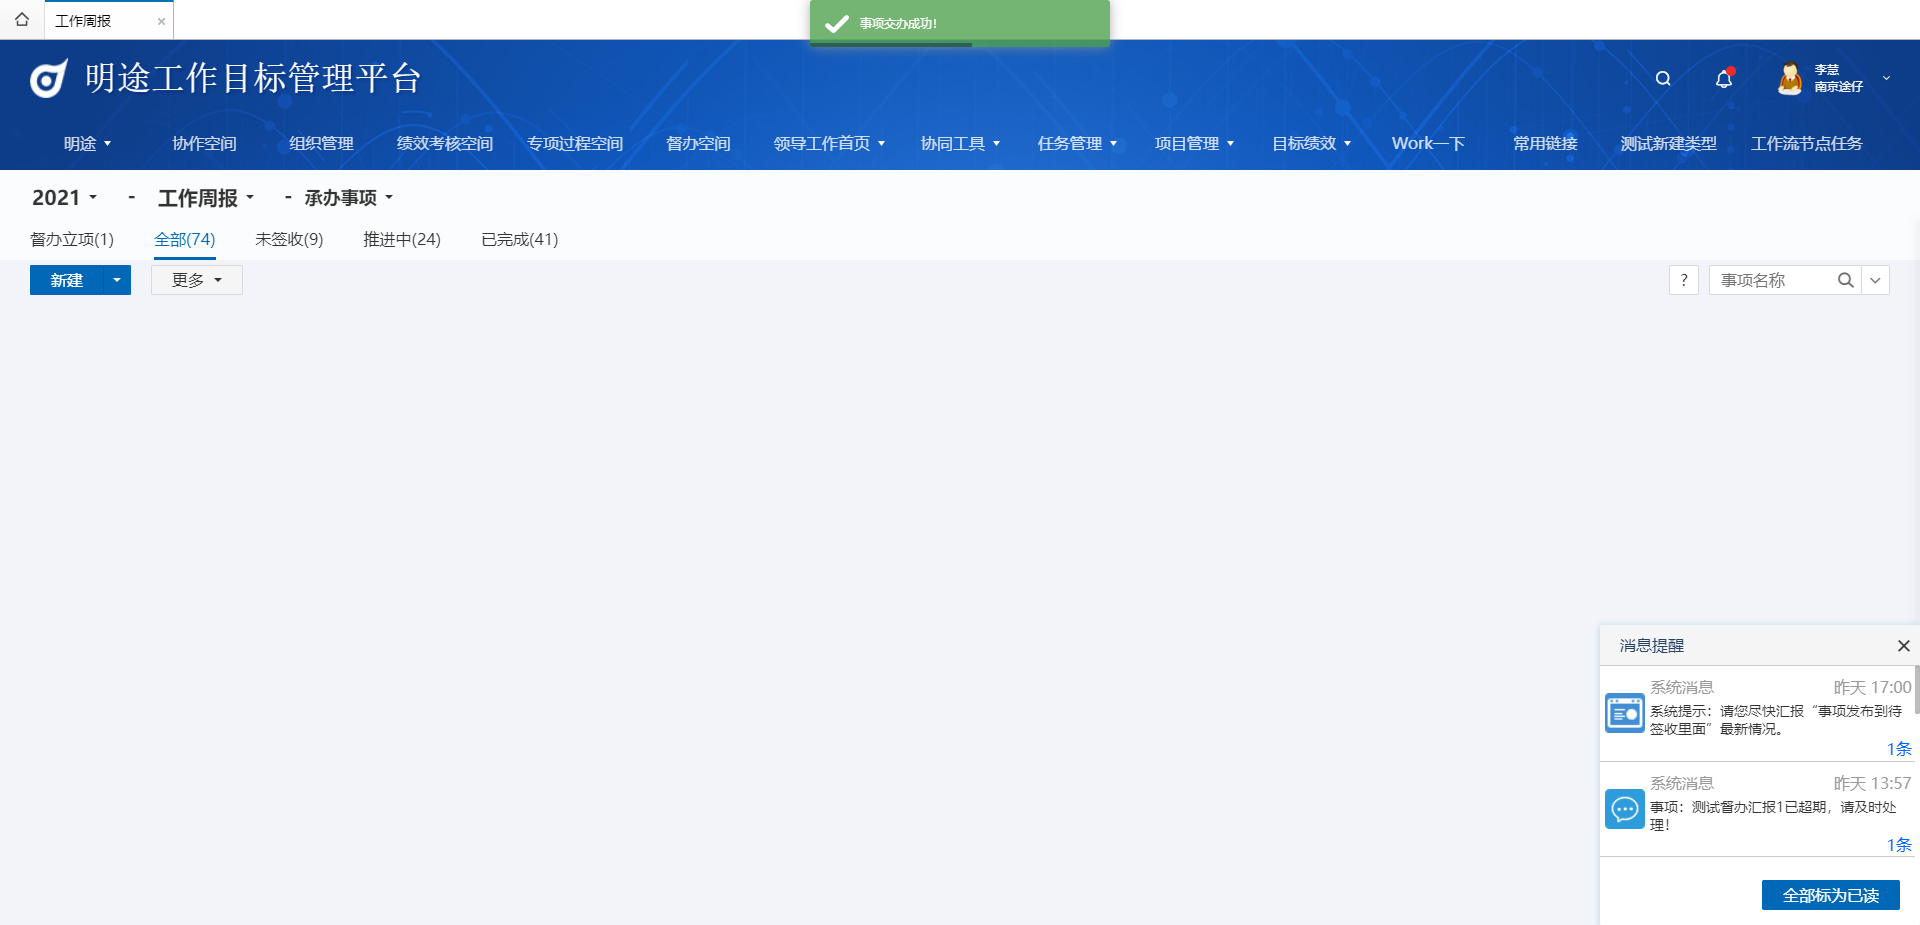 工作周报
事项交办成功！
明途工作目标管理平台
李慧
南京途仔
明途
协作空间
组织管理
绩效考核空间
专项过程空间
督办空间
领导工作首页
协同工具
任务管理
项目管理
目标绩效
Work一下
常用链接
测试新建类型
工作流节点任务
2021 - 工作周报 - 承办事项
督办立项(1)
全部(74)
未签收(9)
推进中(24)
已完成(41)
新建
更多
?
事项名称
消息提醒
系统消息 昨天 17:00
系统提示：请您尽快汇报“事项发布到待
签收里面”最新情况。
1条
系统消息 昨天 13:57
事项：测试督办汇报1已超期，请及时处
理！
1条
全部标为已读